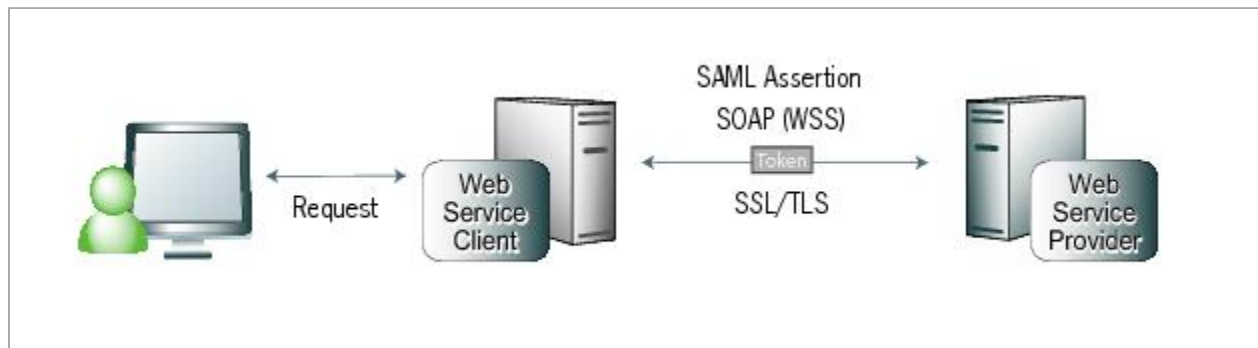 Request
Web
Service
Client
SAML Assertion
SOAP (WSS)
Token
SSL/TLS
Web
Service
Provider